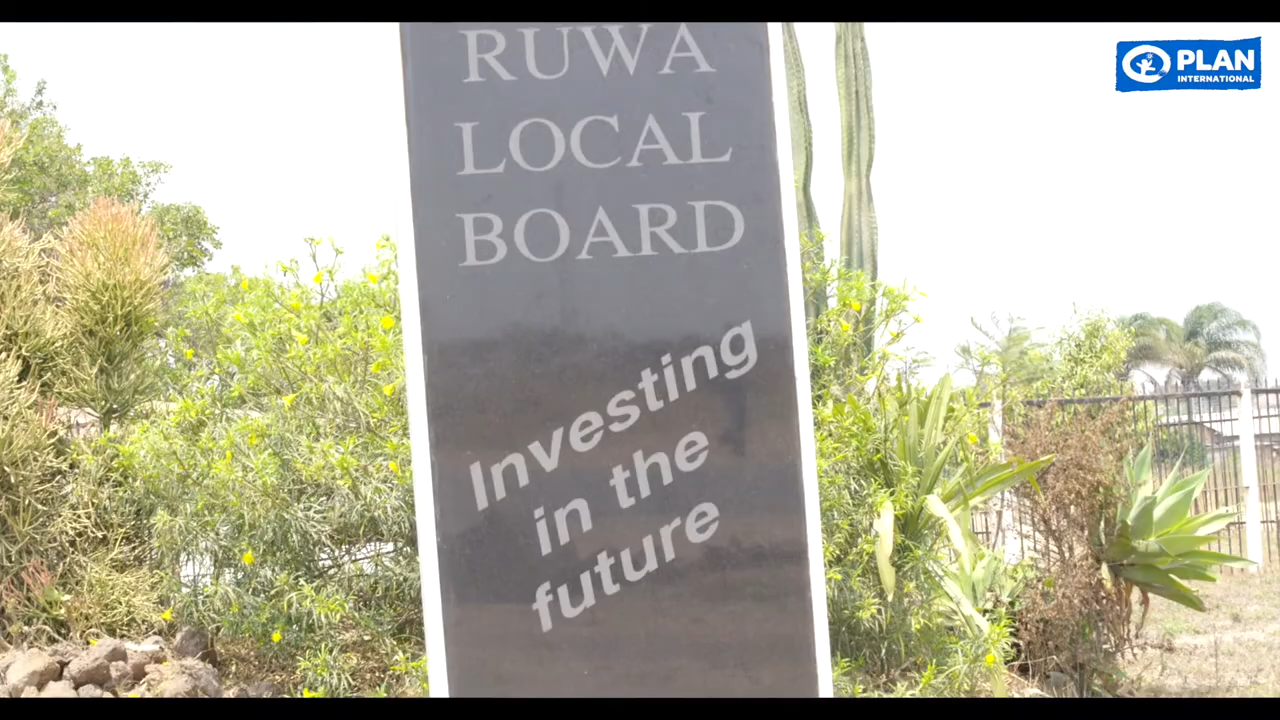 RUWA
LOCAL
BOARD
Investing
in the
future
PLAN
INTERNATIONAL